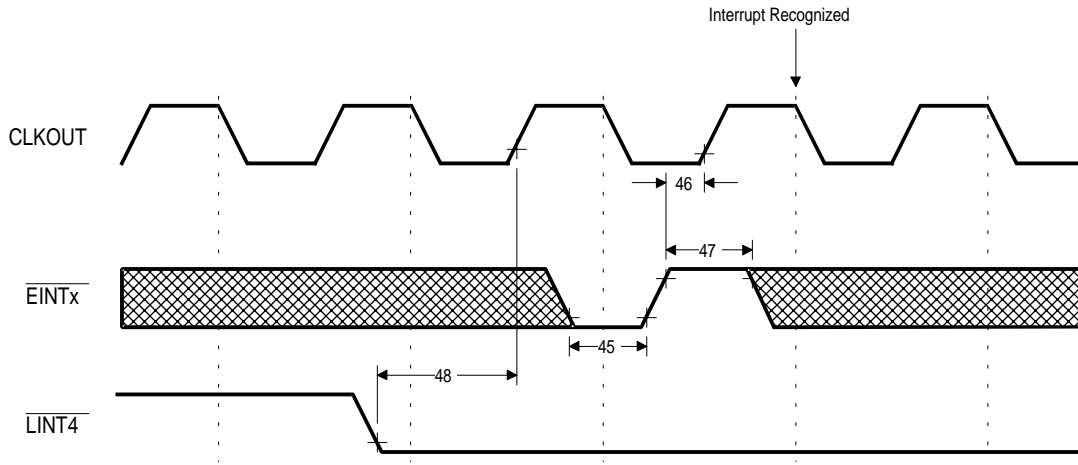 Interrupt Recognized
CLKOUT
46
47
EINTx
45
48
LINT4